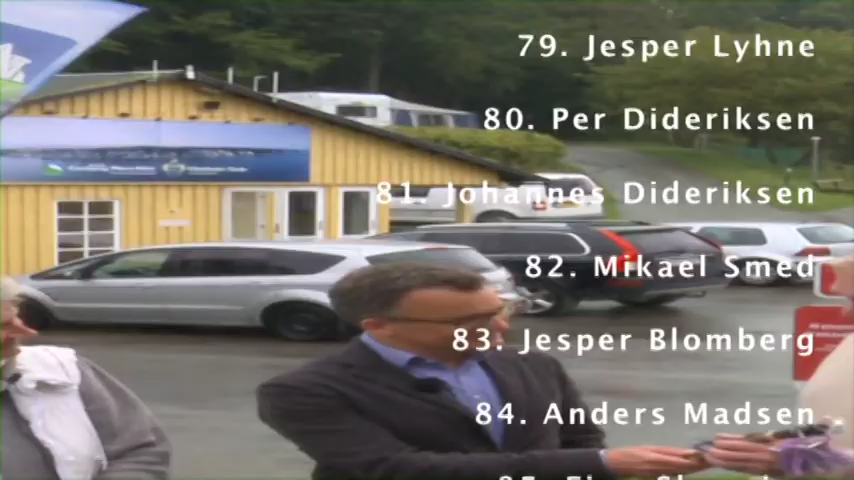 79. Jesper Lyhne
80. Per Dideriksen
81. Johannes Dideriksen
82. Mikael Smed
83. Jesper Blomberg
84. Anders Madsen